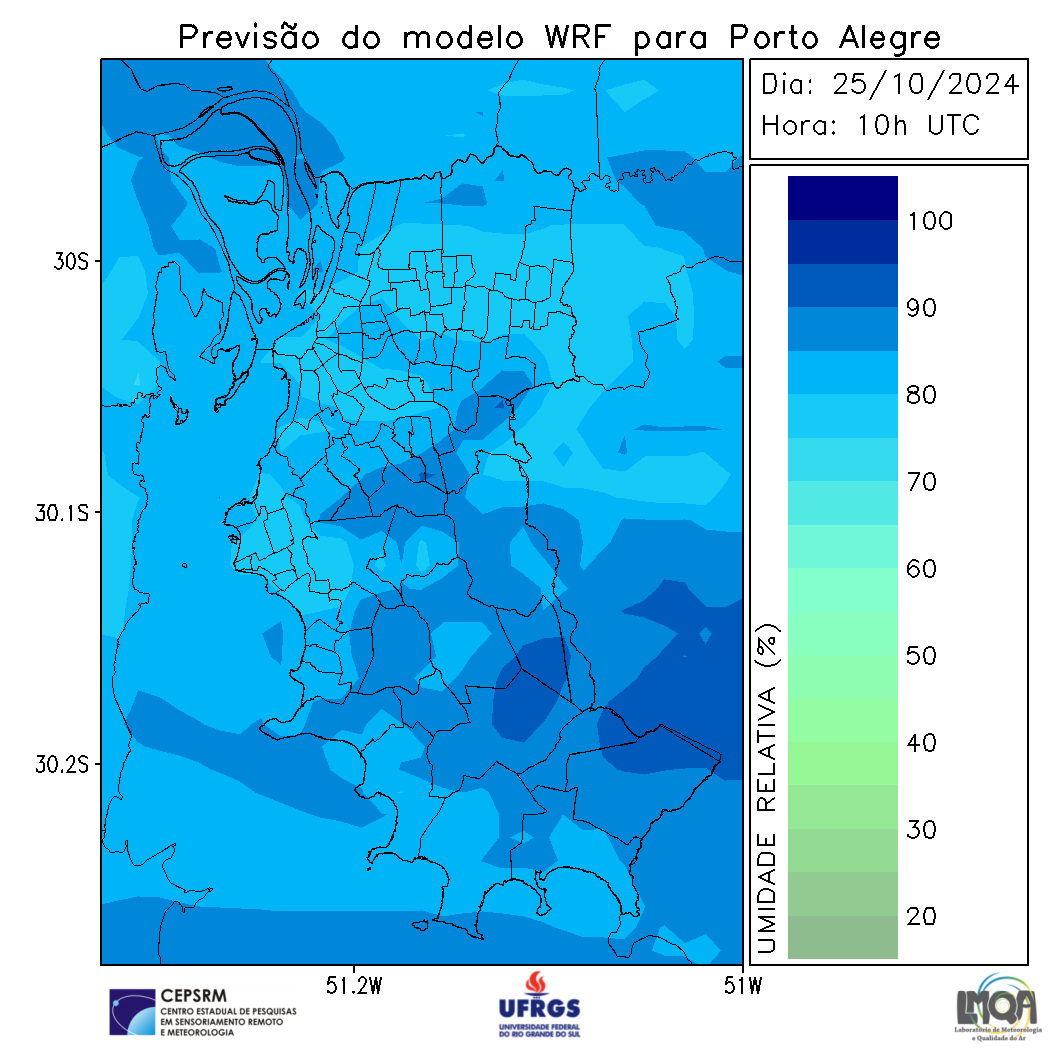 Previsão do modelo WRF para Porto Alegre
Dia: 25/10/2024
Hora: 10h UTC
30S
30.1S
30.2S
51.2W
51W
UMIDADE RELATIVA (%)
100
90
80
70
60
50
40
30
20
CEPSRM
CENTRO ESTADUAL DE PESQUISAS
EM SENSORIAMENTO REMOTO
E METEOROLOGIA
UFRGS
UNIVERSIDADE FEDERAL
DO RIO GRANDE DO SUL
LMQA
Laboratório de Meteorologia
e Qualidade do Ar